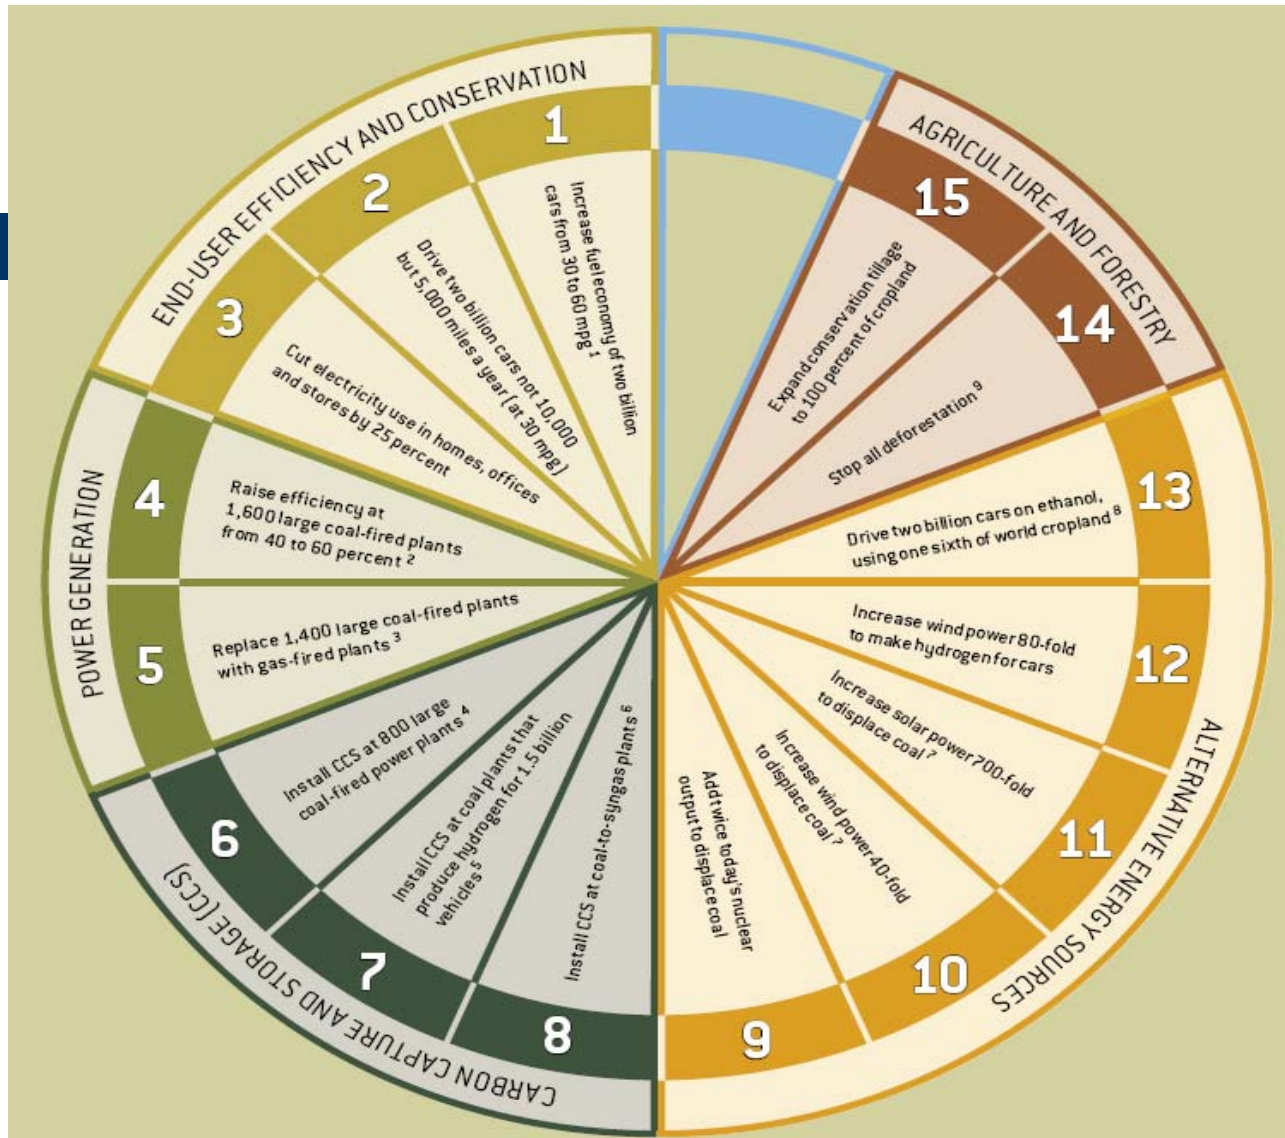 END-USER EFFICIENCY AND CONSERVATION
1
Increase fuel economy of two billion
cars from 30 to 60 mpg 1
2
Drive two billion cars not 10,000
but 5,000 miles a year (at 30 mpg)
3
Cut electricity use in homes, offices
and stores by 25 percent
POWER GENERATION
4
Raise efficiency at
1,600 large coal-fired plants
from 40 to 60 percent 2
5
Replace 1,400 large coal-fired plants
with gas-fired plants 3
CARBON CAPTURE AND STORAGE (CCS)
6
Install CCS at 800 large
coal-fired power plants 4
7
Install CCS at coal plants that
produce hydrogen for 1.5 billion
vehicles 5
8
Install CCS at coal-to-syngas plants 6
ALTERNATIVE ENERGY SOURCES
9
Add twice today's nuclear
output to displace coal
10
Increase wind power 40-fold
to displace coal 7
11
Increase solar power 700-fold
to displace coal 7
12
Increase wind power 80-fold
to make hydrogen for cars
13
Drive two billion cars on ethanol,
using one sixth of world cropland 8
AGRICULTURE AND FORESTRY
14
Stop all deforestation 9
15
Expand conservation tillage
to 100 percent of cropland